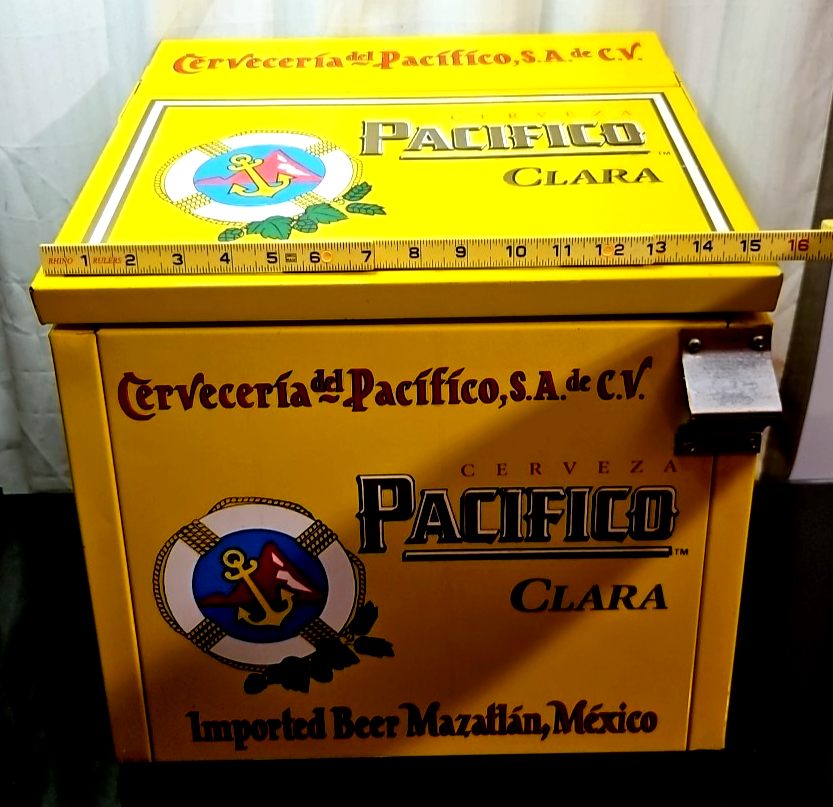 Cervecería del Pacífico, S.A. de C.V.
CERVEZA
PACIFICO
™
CLARA
RHINO RULERS
1 2 3 4 5 6 7 8 9 10 11 12 13 14 15 16
Cervecería del Pacífico, S.A. de C.V.
CERVEZA
PACIFICO
™
CLARA
Imported Beer Mazatlán, México